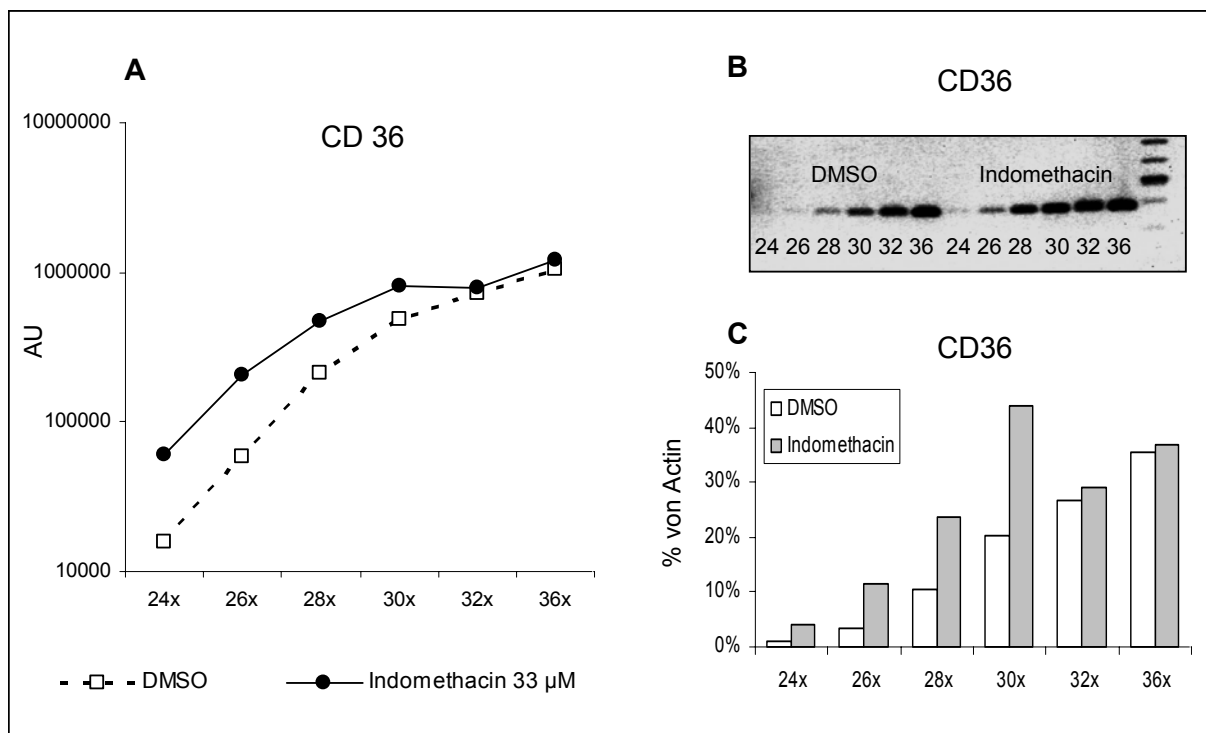 A
CD 36
10000000
1000000
100000
10000
AU
24x 26x 28x 30x 32x 36x
DMSO Indomethacin 33 µM
B
CD36
DMSO Indomethacin
24 26 28 30 32 36 24 26 28 30 32 36
C
CD36
50%
40%
30%
20%
10%
0%
% von Actin
DMSO
Indomethacin
24x 26x 28x 30x 32x 36x